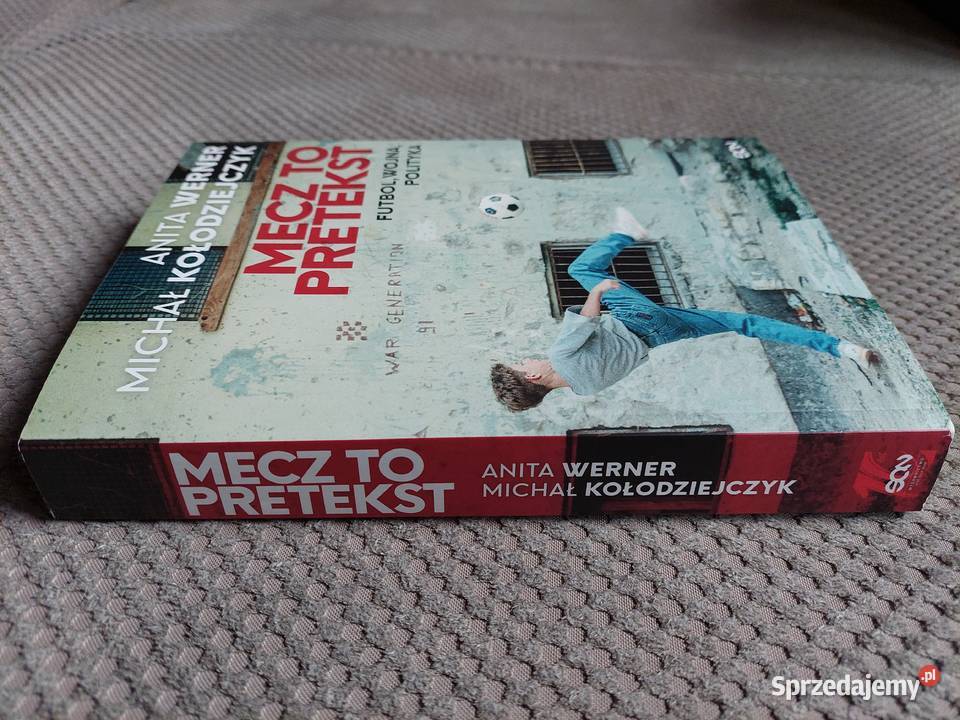 ANITA WERNER
MICHAŁ KOŁODZIEJCZYK
MECZ TO
PRETEKST
FUTBOL, WOJNA,
POLITYKA
WAR GENERATION
91
SQN
MECZ TO
PRETEKST
ANITA WERNER
MICHAŁ KOŁODZIEJCZYK
SQN
Sprzedajemy.pl